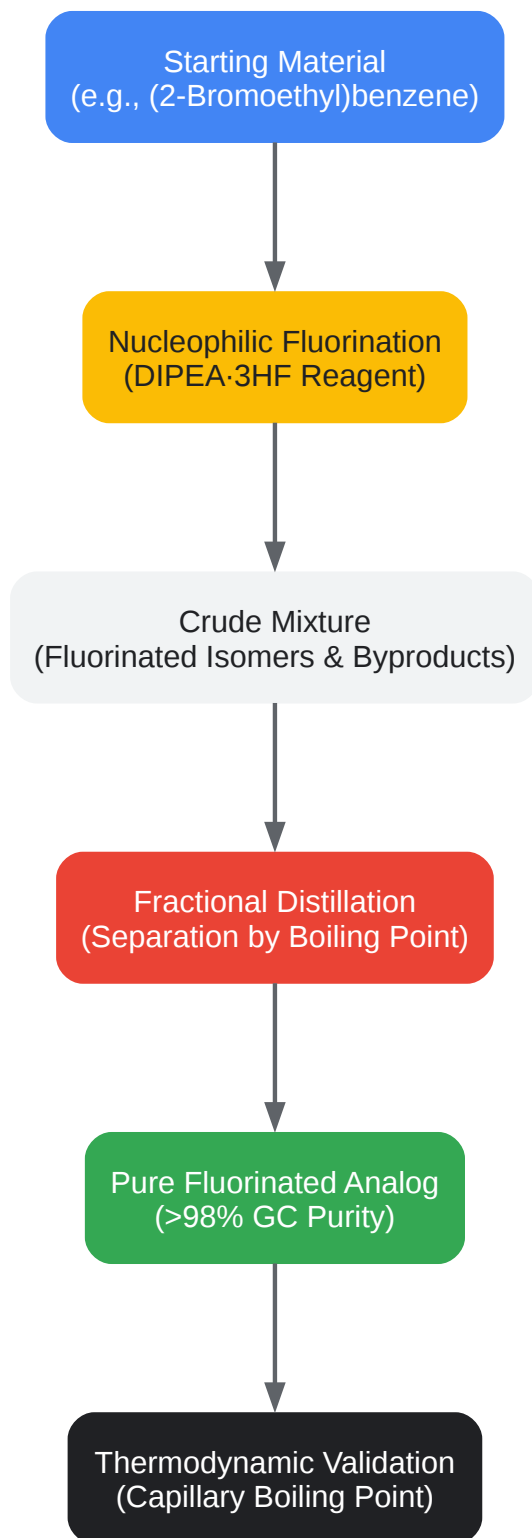 Starting Material
(e.g., (2-Bromoethyl)benzene)
Nucleophilic Fluorination
(DIPEA·3HF Reagent)
Crude Mixture
(Fluorinated Isomers & Byproducts)
Fractional Distillation
(Separation by Boiling Point)
Pure Fluorinated Analog
(>98% GC Purity)
Thermodynamic Validation
(Capillary Boiling Point)